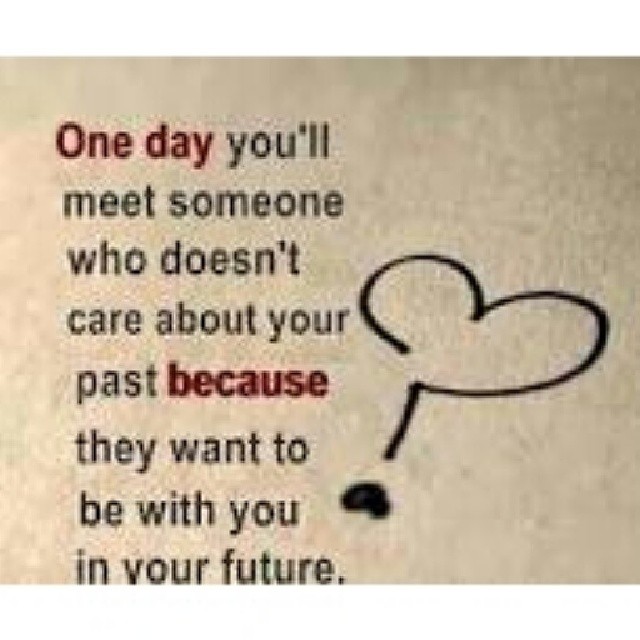 One day you'll
meet someone
who doesn't
care about your
past because
they want to
be with you
in your future.